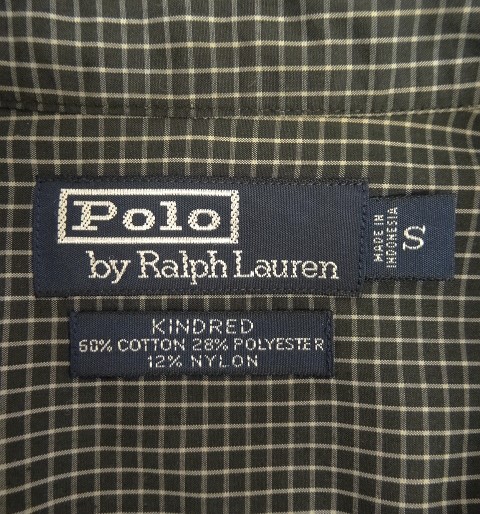 Polo
by Ralph Lauren
MADE IN
INDONESIA
S
KINDRED
60% COTTON 28% POLYESTER
12% NYLON